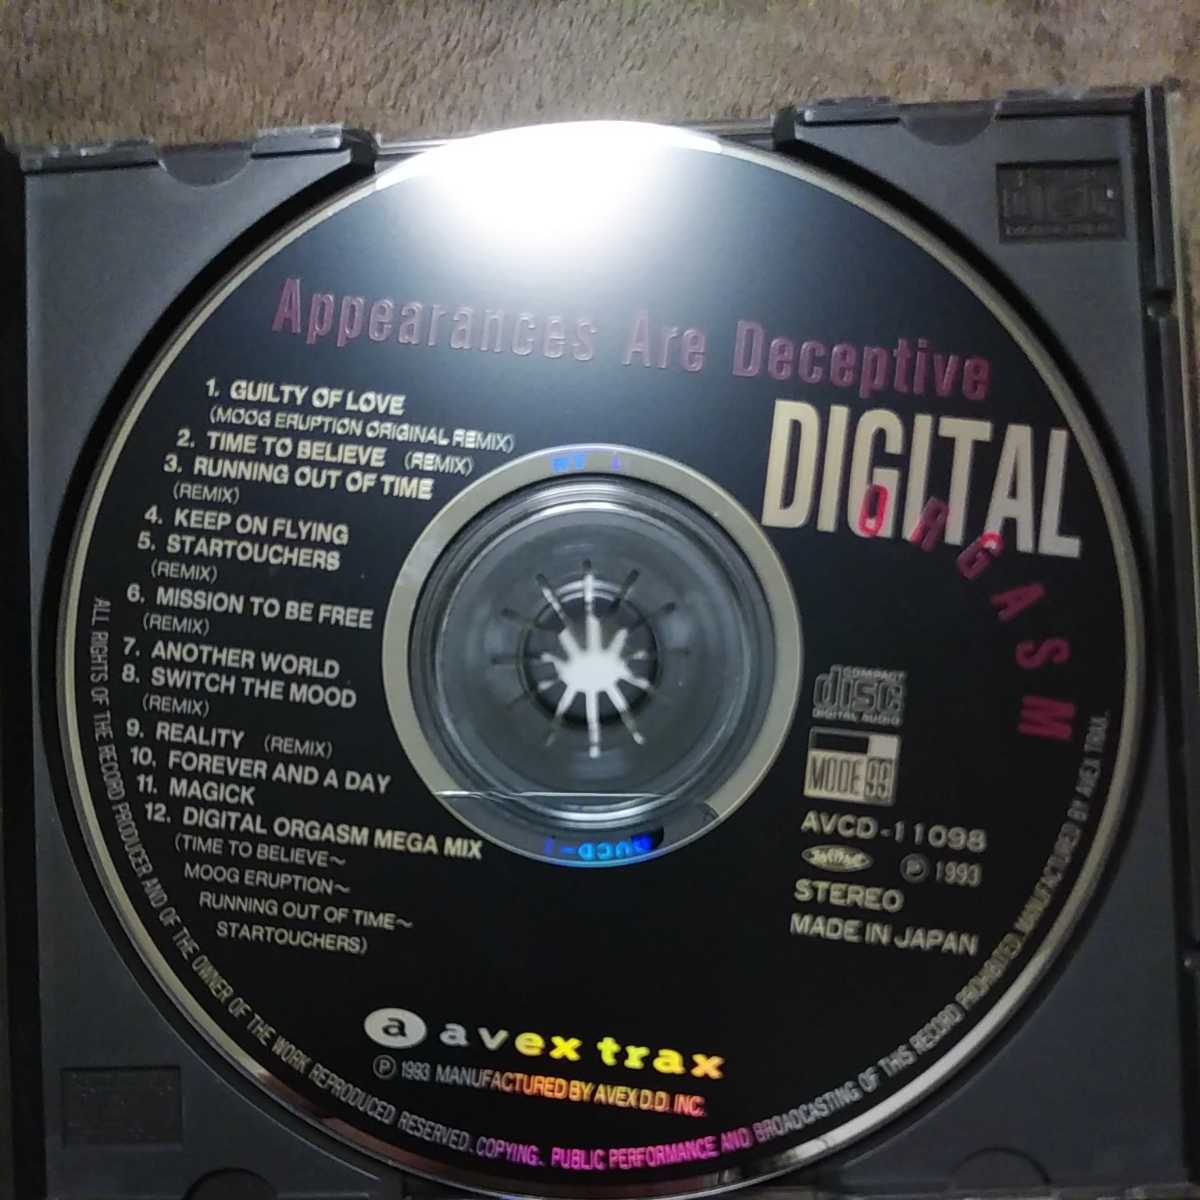 Appearances Are Deceptive
DIGITAL
ORGASM
1. GUILTY OF LOVE
(MOOG ERUPTION ORIGINAL REMIX)
2. TIME TO BELIEVE (REMIX)
3. RUNNING OUT OF TIME
(REMIX)
4. KEEP ON FLYING
5. STARTOUCHERS
(REMIX)
6. MISSION TO BE FREE
(REMIX)
7. ANOTHER WORLD
8. SWITCH THE MOOD
(REMIX)
9. REALITY (REMIX)
10. FOREVER AND A DAY
11. MAGICK
12. DIGITAL ORGASM MEGA MIX
(TIME TO BELIEVE～
MOOG ERUPTION～
RUNNING OUT OF TIME～
STARTOUCHERS)
COMPACT
disc
DIGITAL AUDIO
MODE 99
AVCD-11098
Ⓟ 1993
STEREO
MADE IN JAPAN
a avex trax
Ⓟ 1993 MANUFACTURED BY AVEX D.D. INC.
ALL RIGHTS OF THE RECORD PRODUCER AND OF THE OWNER OF THE WORK REPRODUCED RESERVED. COPYING, PUBLIC PERFORMANCE AND BROADCASTING OF THIS RECORD PROHIBITED. MANUFACTURED BY AVEX TRAX.
disc